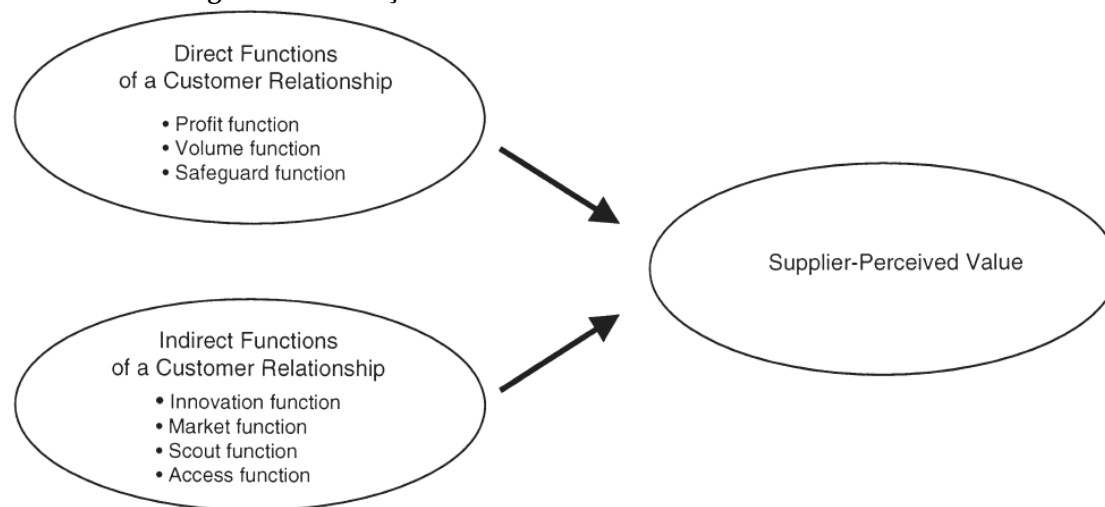 Direct Functions
of a Customer Relationship
• Profit function
• Volume function
• Safeguard function
Supplier-Perceived Value
Indirect Functions
of a Customer Relationship
• Innovation function
• Market function
• Scout function
• Access function